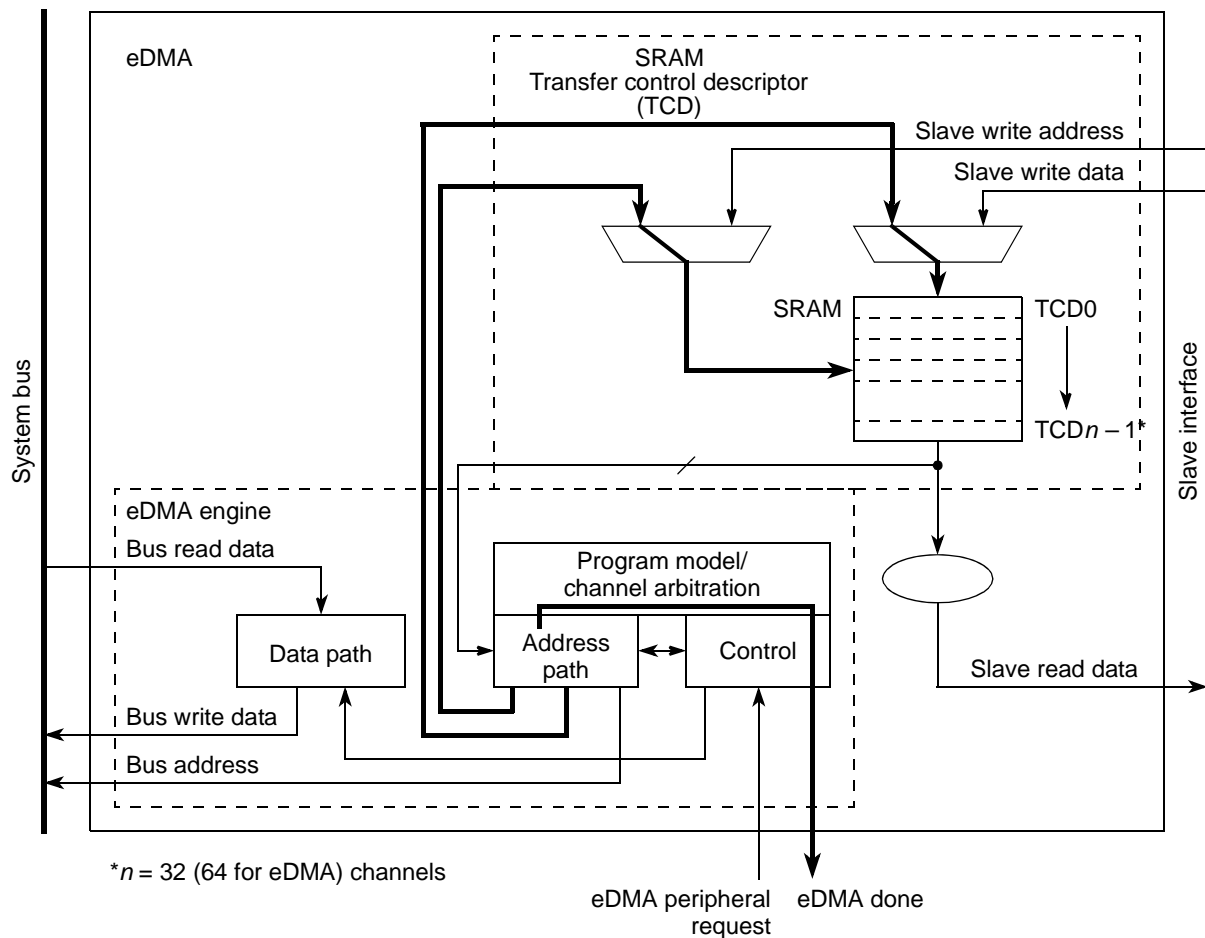 eDMA
SRAM
Transfer control descriptor
(TCD)
Slave write address
Slave write data
SRAM
TCD0
TCDn – 1*
System bus
Slave interface
eDMA engine
Bus read data
Program model/
channel arbitration
Data path
Address
path
Control
Slave read data
Bus write data
Bus address
*n = 32 (64 for eDMA) channels
eDMA peripheral
request
eDMA done